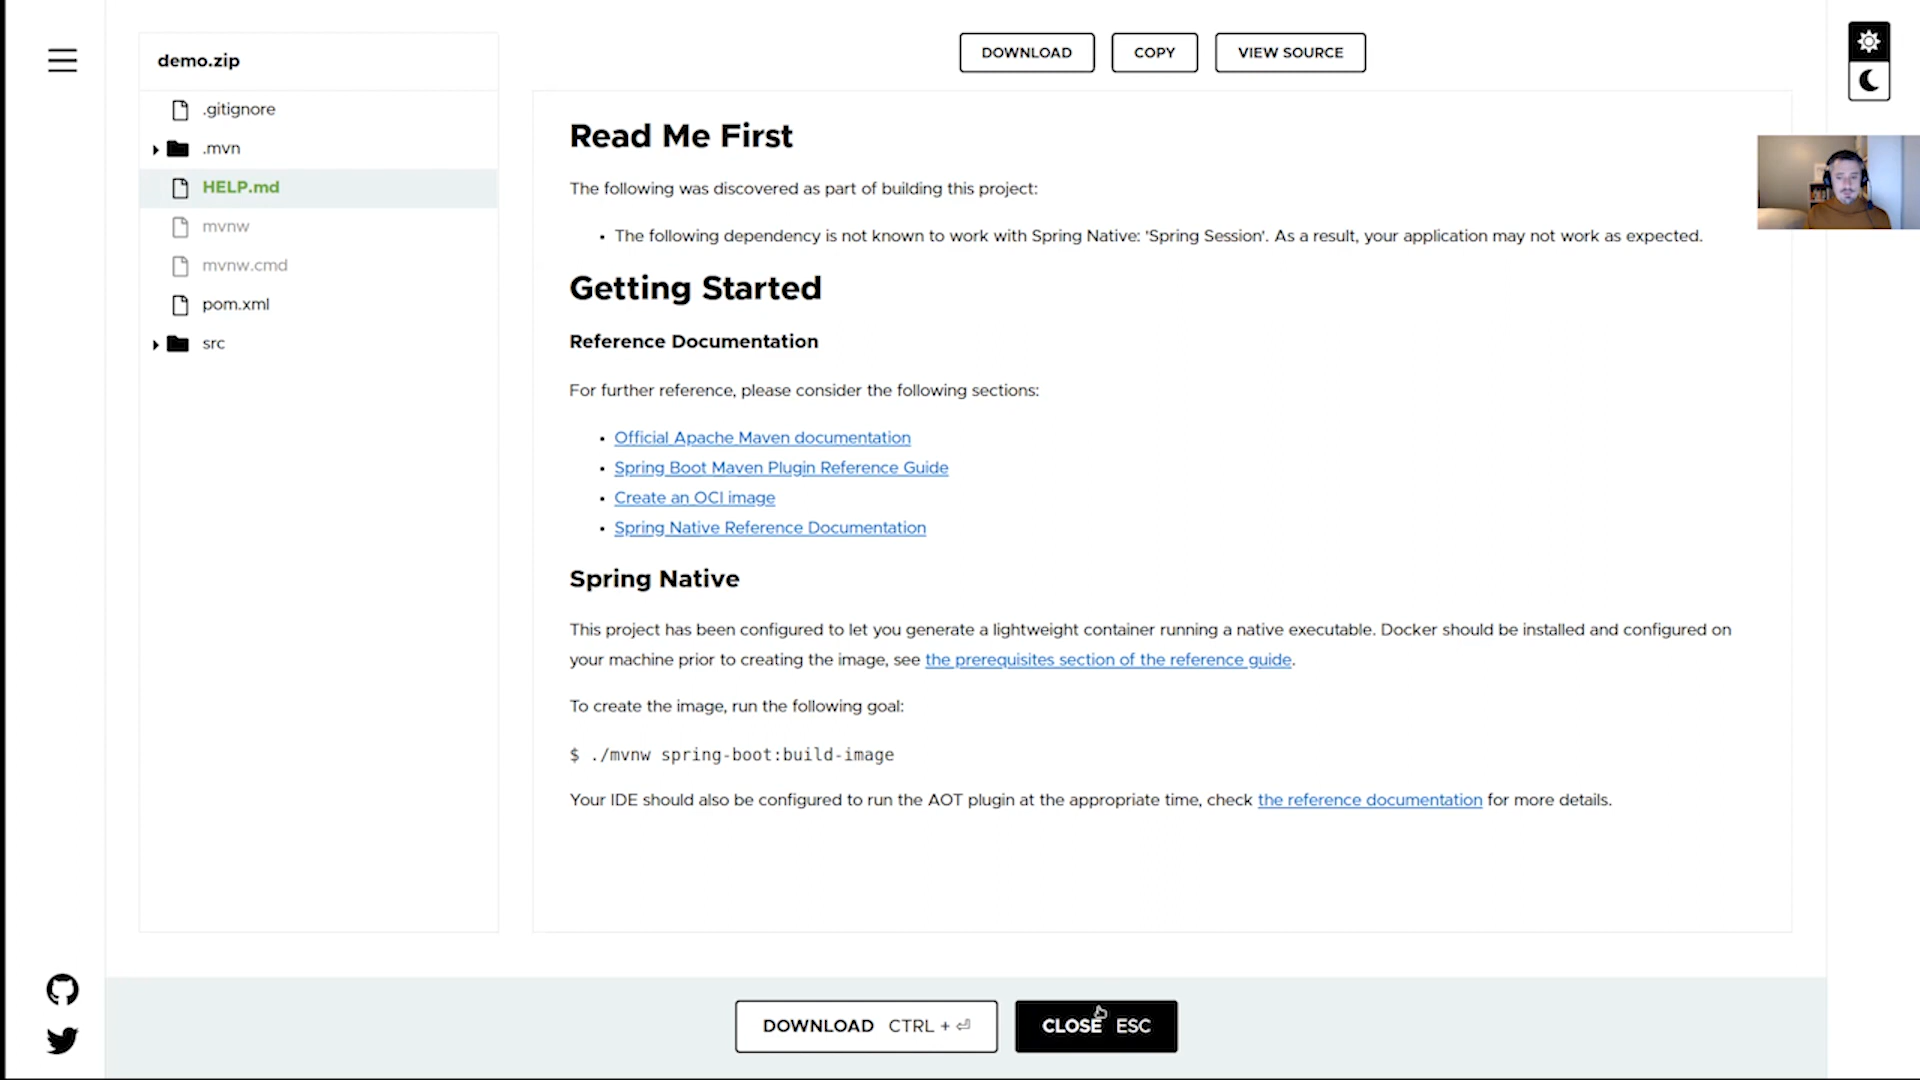 demo.zip
.gitignore
.mvn
HELP.md
mvnw
mvnw.cmd
pom.xml
src
DOWNLOAD
COPY
VIEW SOURCE
Read Me First
The following was discovered as part of building this project:
• The following dependency is not known to work with Spring Native: 'Spring Session'. As a result, your application may not work as expected.
Getting Started
Reference Documentation
For further reference, please consider the following sections:
• Official Apache Maven documentation
• Spring Boot Maven Plugin Reference Guide
• Create an OCI image
• Spring Native Reference Documentation
Spring Native
This project has been configured to let you generate a lightweight container running a native executable. Docker should be installed and configured on
your machine prior to creating the image, see the prerequisites section of the reference guide.
To create the image, run the following goal:
$ ./mvnw spring-boot:build-image
Your IDE should also be configured to run the AOT plugin at the appropriate time, check the reference documentation for more details.
DOWNLOAD CTRL + ⏎
CLOSE ESC